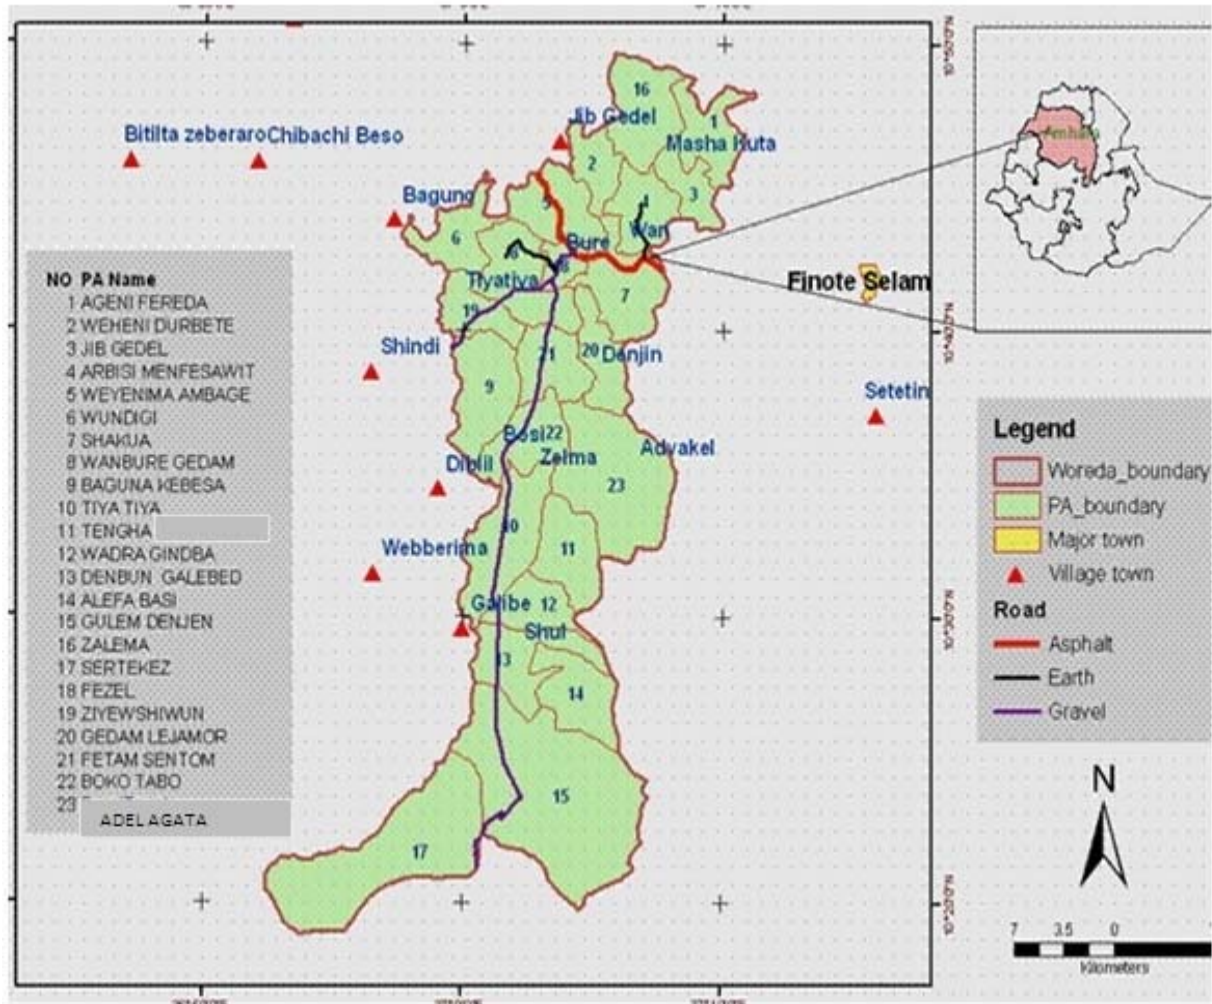 Bitilta zeberaro
Chibachi Beso
Jib Gedel
16
1
Masha Huta
2
3
Bagung
5
4
6
Wan
Bure
8
Tiyatiya
7
Finote Selam
19
Shindi
21
20
Denjin
9
Setetin
Bosi
22
Zelma
Advakel
Diblil
23
10
11
Webberima
Galibe
12
Shul
13
14
15
17
Amhara
NO PA Name
1 AGENI FEREDA
2 WEHENI DURBETE
3 JIB GEDEL
4 ARBISI MENFESAWIT
5 WEYENIMA AMBAGE
6 WUNDIGI
7 SHAKUA
8 WANBURE GEDAM
9 BAGUNA KEBESA
10 TIYA TIYA
11 TENGHA
12 WADRA GINDBA
13 DENBUN GALEBED
14 ALEFA BASI
15 GULEM DENJEN
16 ZALEMA
17 SERTEKEZ
18 FEZEL
19 ZIYEWSHIWUN
20 GEDAM LEJAMOR
21 FETAM SENTOM
22 BOKO TABO
23
ADEL AGATA
Legend
Woreda_boundary
PA_boundary
Major town
Village town
Road
Asphalt
Earth
Gravel
N
7 3.5 0
Kilometers